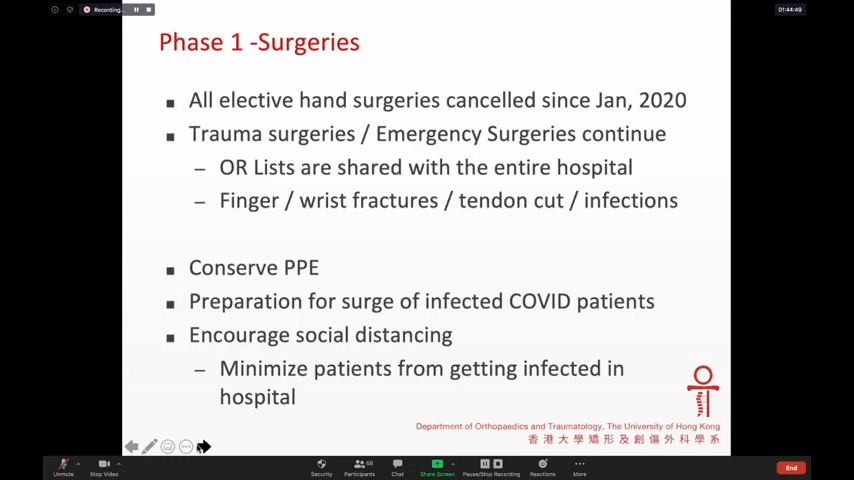 Recording...
01:44:49
Phase 1 -Surgeries
▪ All elective hand surgeries cancelled since Jan, 2020
▪ Trauma surgeries / Emergency Surgeries continue
– OR Lists are shared with the entire hospital
– Finger / wrist fractures / tendon cut / infections
▪ Conserve PPE
▪ Preparation for surge of infected COVID patients
▪ Encourage social distancing
– Minimize patients from getting infected in
hospital
Department of Orthopaedics and Traumatology, The University of Hong Kong
香港大學矯形及創傷外科學系
Unmute
Stop Video
Security
Participants
68
Chat
Share Screen
Pause/Stop Recording
Reactions
More
End